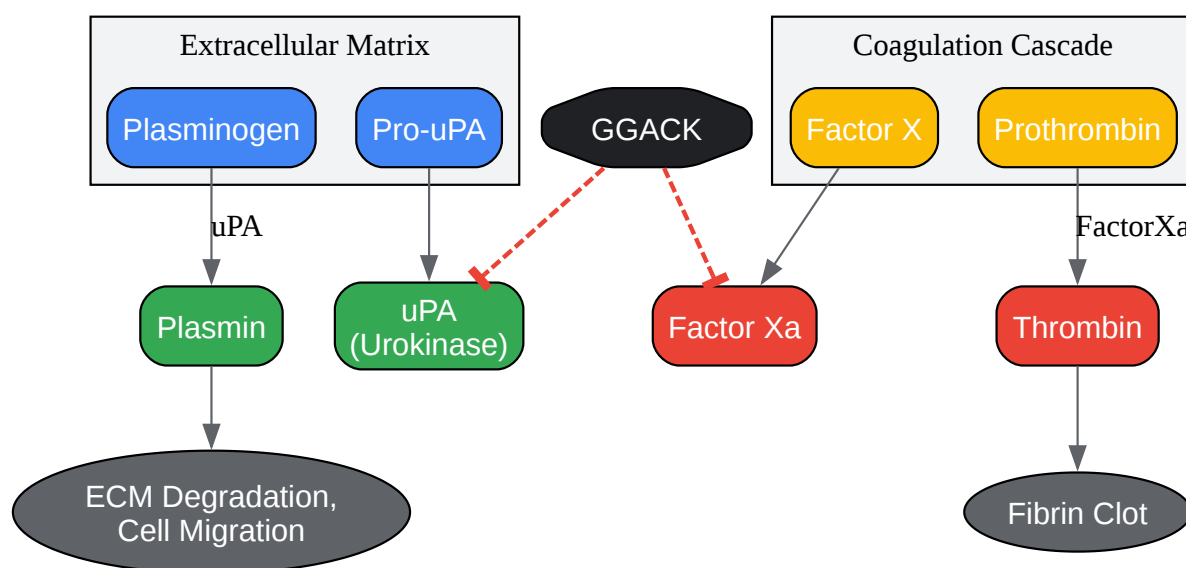 Extracellular Matrix
Coagulation Cascade
Plasminogen
Pro-uPA
GGACK
Factor X
Prothrombin
uPA
FactorXa
Plasmin
uPA
(Urokinase)
Factor Xa
Thrombin
ECM Degradation,
Cell Migration
Fibrin Clot